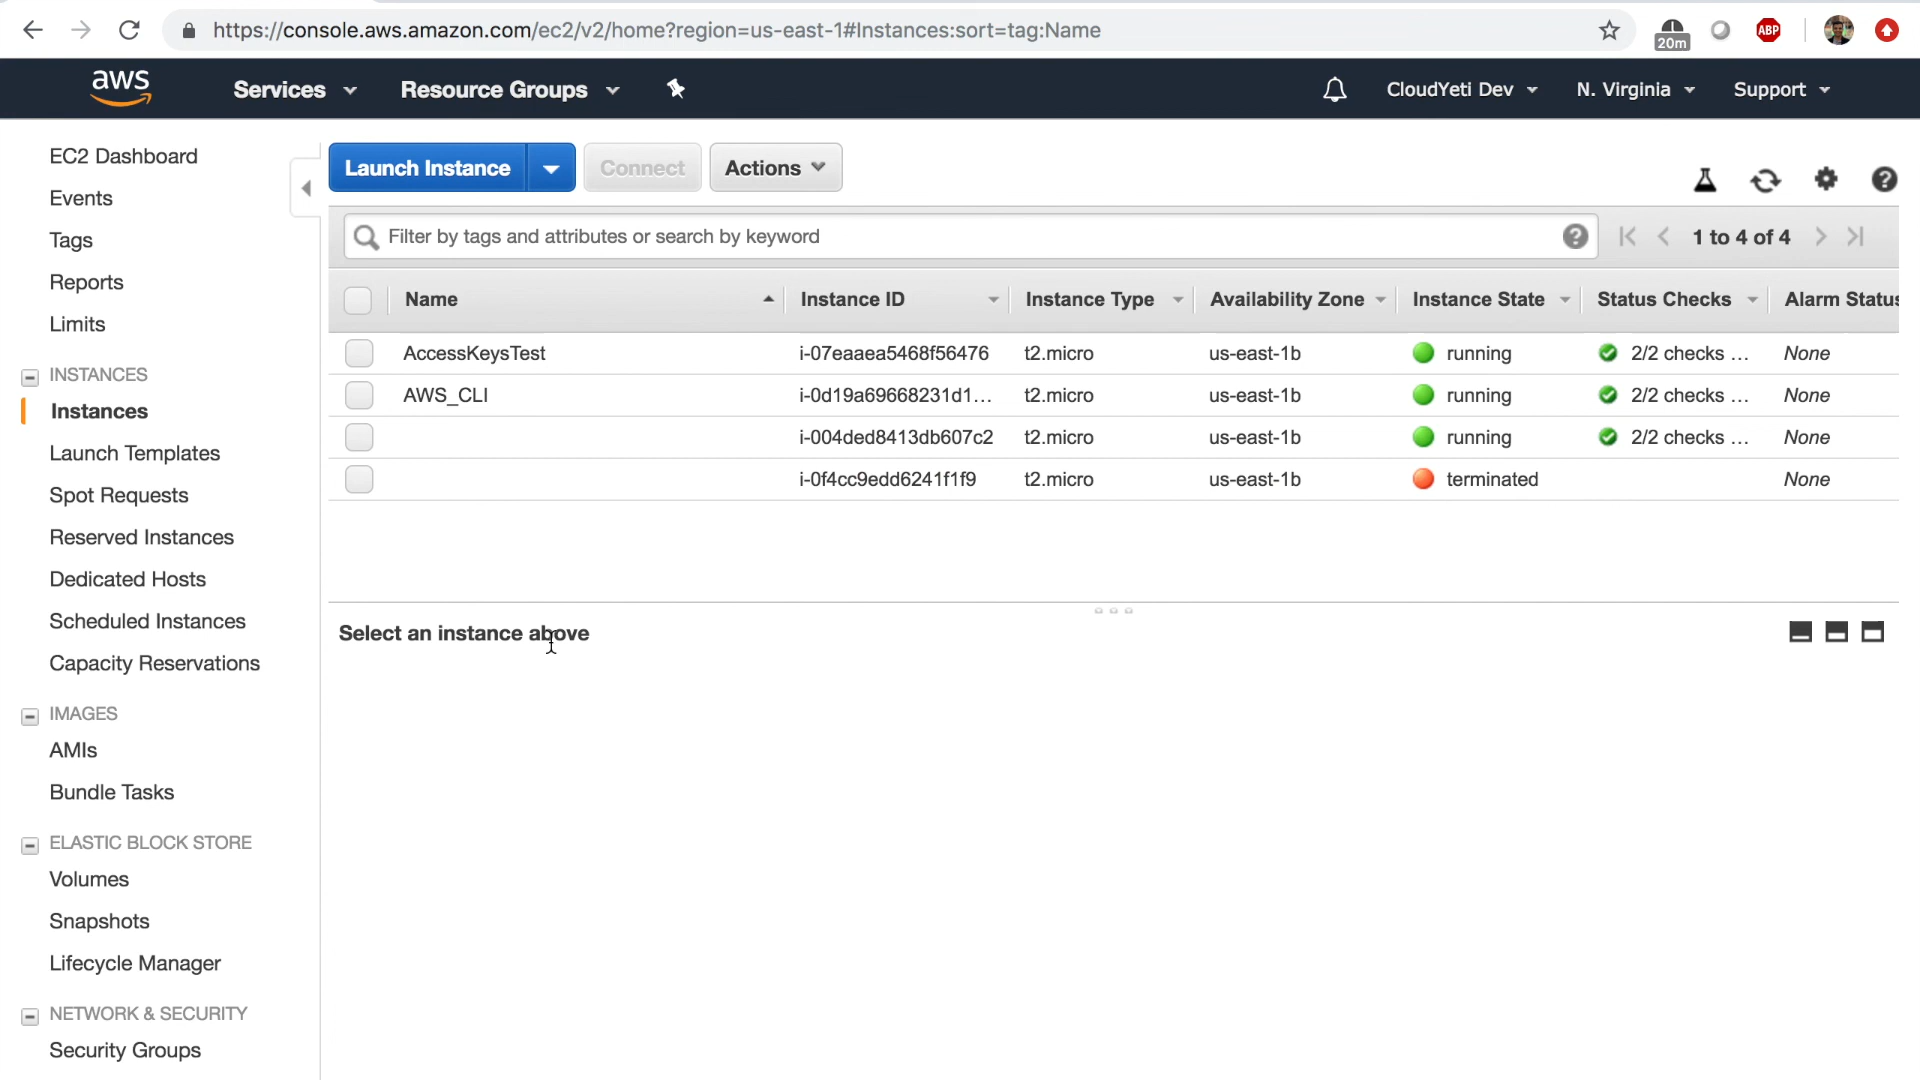 https://console.aws.amazon.com/ec2/v2/home?region=us-east-1#Instances:sort=tag:Name
20m
ABP
aws
Services
Resource Groups
CloudYeti Dev
N. Virginia
Support
EC2 Dashboard
Events
Tags
Reports
Limits
INSTANCES
Instances
Launch Templates
Spot Requests
Reserved Instances
Dedicated Hosts
Scheduled Instances
Capacity Reservations
IMAGES
AMIs
Bundle Tasks
ELASTIC BLOCK STORE
Volumes
Snapshots
Lifecycle Manager
NETWORK & SECURITY
Security Groups
Launch Instance
Connect
Actions
Filter by tags and attributes or search by keyword
1 to 4 of 4
Name Instance ID Instance Type Availability Zone Instance State Status Checks Alarm Status
AccessKeysTest i-07eaaea5468f56476 t2.micro us-east-1b running 2/2 checks ... None
AWS_CLI i-0d19a69668231d1... t2.micro us-east-1b running 2/2 checks ... None
i-004ded8413db607c2 t2.micro us-east-1b running 2/2 checks ... None
i-0f4cc9edd6241f1f9 t2.micro us-east-1b terminated None
Select an instance above